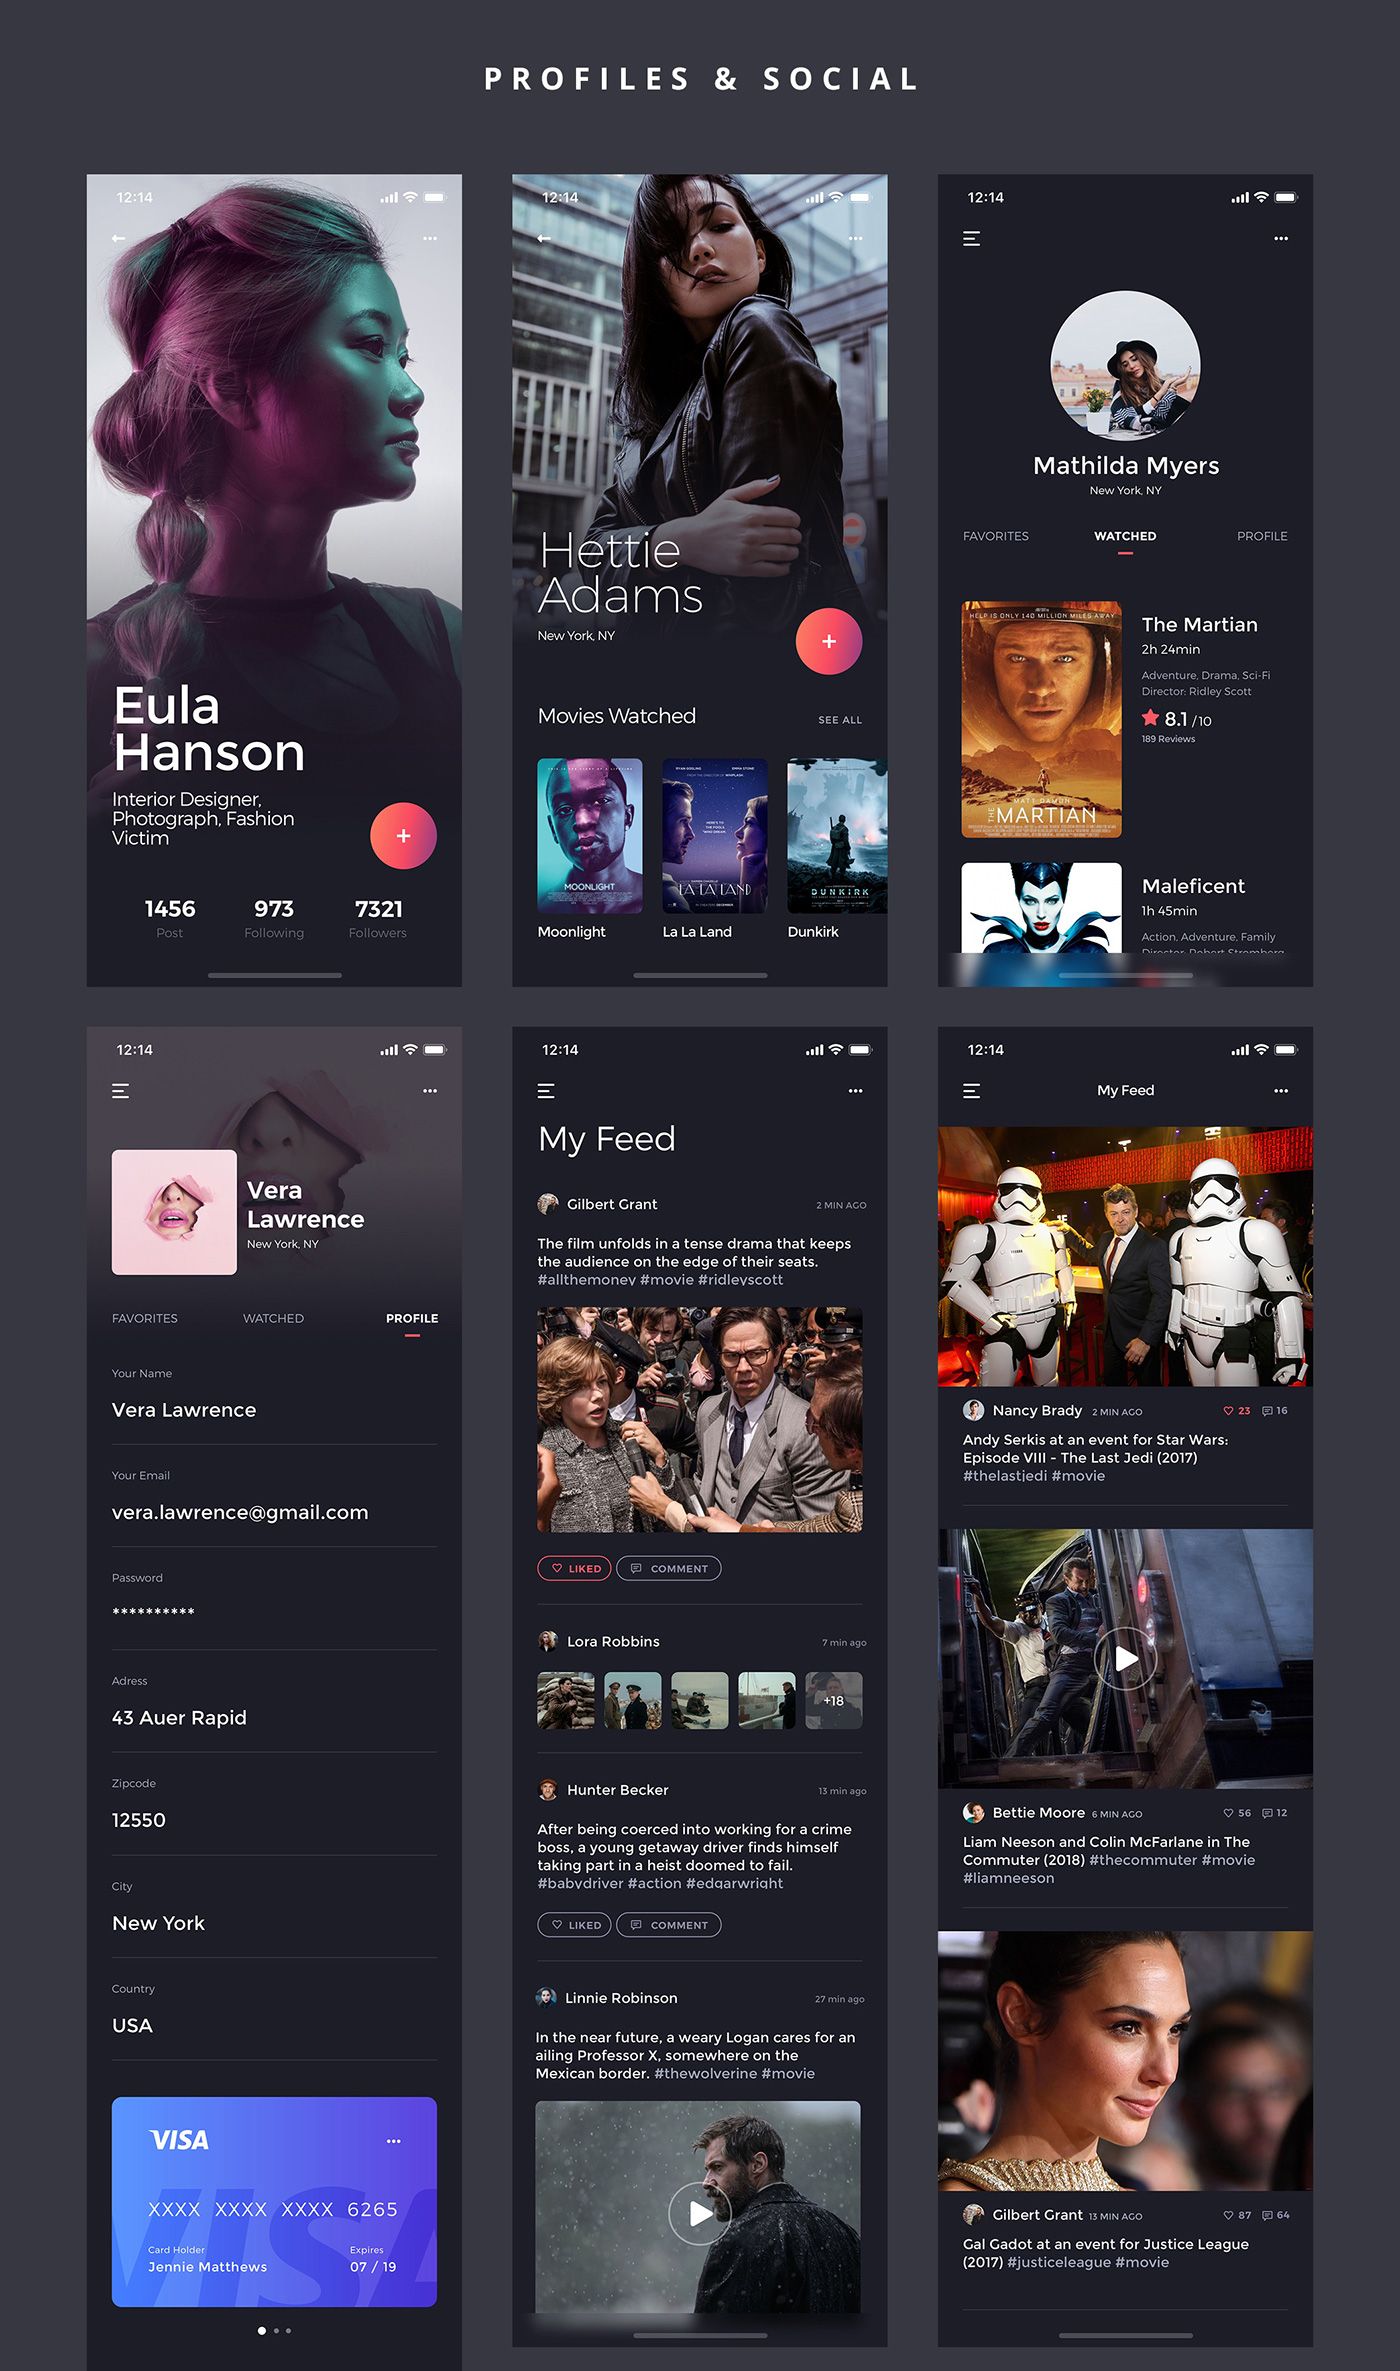 PROFILES & SOCIAL
12:14
Eula
Hanson
Interior Designer,
Photograph, Fashion
Victim
+
1456 973 7321
Post Following Followers
12:14
Hettie
Adams
New York, NY
+
Movies Watched SEE ALL
MOONLIGHT
RYAN GOSLING EMMA STONE
HERE'S TO
THE FOOLS
WHO DREAM
LA LA LAND
DUNKIRK
Moonlight La La Land Dunkirk
12:14
Mathilda Myers
New York, NY
FAVORITES WATCHED PROFILE
HELP IS ONLY 140 MILLION MILES AWAY
MATT DAMON
THE MARTIAN
The Martian
2h 24min
Adventure, Drama, Sci-Fi
Director: Ridley Scott
8.1 /10
189 Reviews
Maleficent
1h 45min
Action, Adventure, Family
Director: Robert Stromberg
12:14
Vera
Lawrence
New York, NY
FAVORITES WATCHED PROFILE
Your Name
Vera Lawrence
Your Email
vera.lawrence@gmail.com
Password
**********
Adress
43 Auer Rapid
Zipcode
12550
City
New York
Country
USA
VISA
XXXX XXXX XXXX 6265
Card Holder Expires
Jennie Matthews 07 / 19
VISA
12:14
My Feed
Gilbert Grant 2 MIN AGO
The film unfolds in a tense drama that keeps
the audience on the edge of their seats.
#allthemoney #movie #ridleyscott
LIKED COMMENT
Lora Robbins 7 min ago
+18
Hunter Becker 13 min ago
After being coerced into working for a crime
boss, a young getaway driver finds himself
taking part in a heist doomed to fail.
#babydriver #action #edgarwright
LIKED COMMENT
Linnie Robinson 27 min ago
In the near future, a weary Logan cares for an
ailing Professor X, somewhere on the
Mexican border. #thewolverine #movie
12:14
My Feed
Nancy Brady 2 MIN AGO 23 16
Andy Serkis at an event for Star Wars:
Episode VIII - The Last Jedi (2017)
#thelastjedi #movie
Bettie Moore 6 MIN AGO 56 12
Liam Neeson and Colin McFarlane in The
Commuter (2018) #thecommuter #movie
#liamneeson
Gilbert Grant 13 MIN AGO 87 64
Gal Gadot at an event for Justice League
(2017) #justiceleague #movie